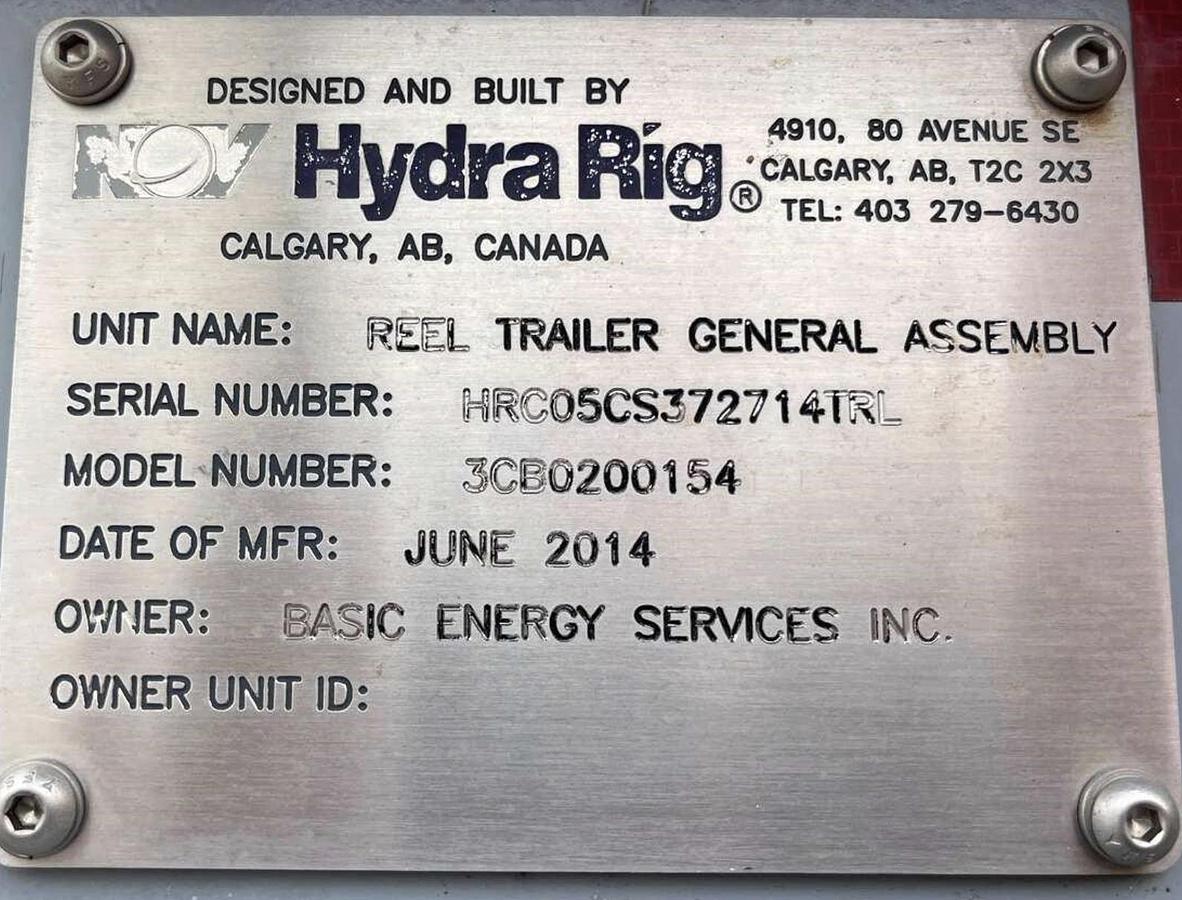 DESIGNED AND BUILT BY
NOV Hydra Rig®
4910, 80 AVENUE SE
CALGARY, AB, T2C 2X3
TEL: 403 279-6430
CALGARY, AB, CANADA
UNIT NAME: REEL TRAILER GENERAL ASSEMBLY
SERIAL NUMBER: HRC05CS372714TRL
MODEL NUMBER: 3CB0200154
DATE OF MFR: JUNE 2014
OWNER: BASIC ENERGY SERVICES INC.
OWNER UNIT ID: